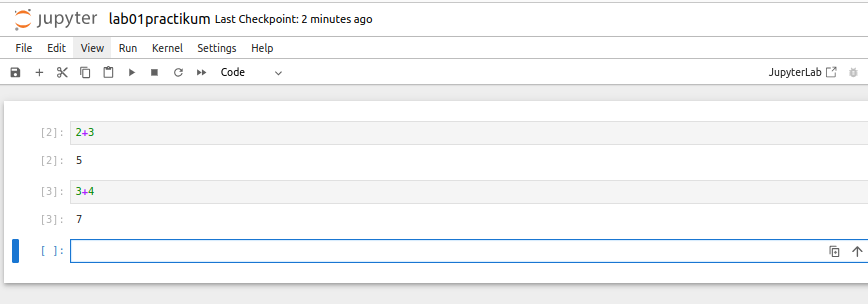 jupyter lab01practikum Last Checkpoint: 2 minutes ago
File Edit View Run Kernel Settings Help
Code JupyterLab
[2]: 2+3
[2]: 5
[3]: 3+4
[3]: 7
[ ]: